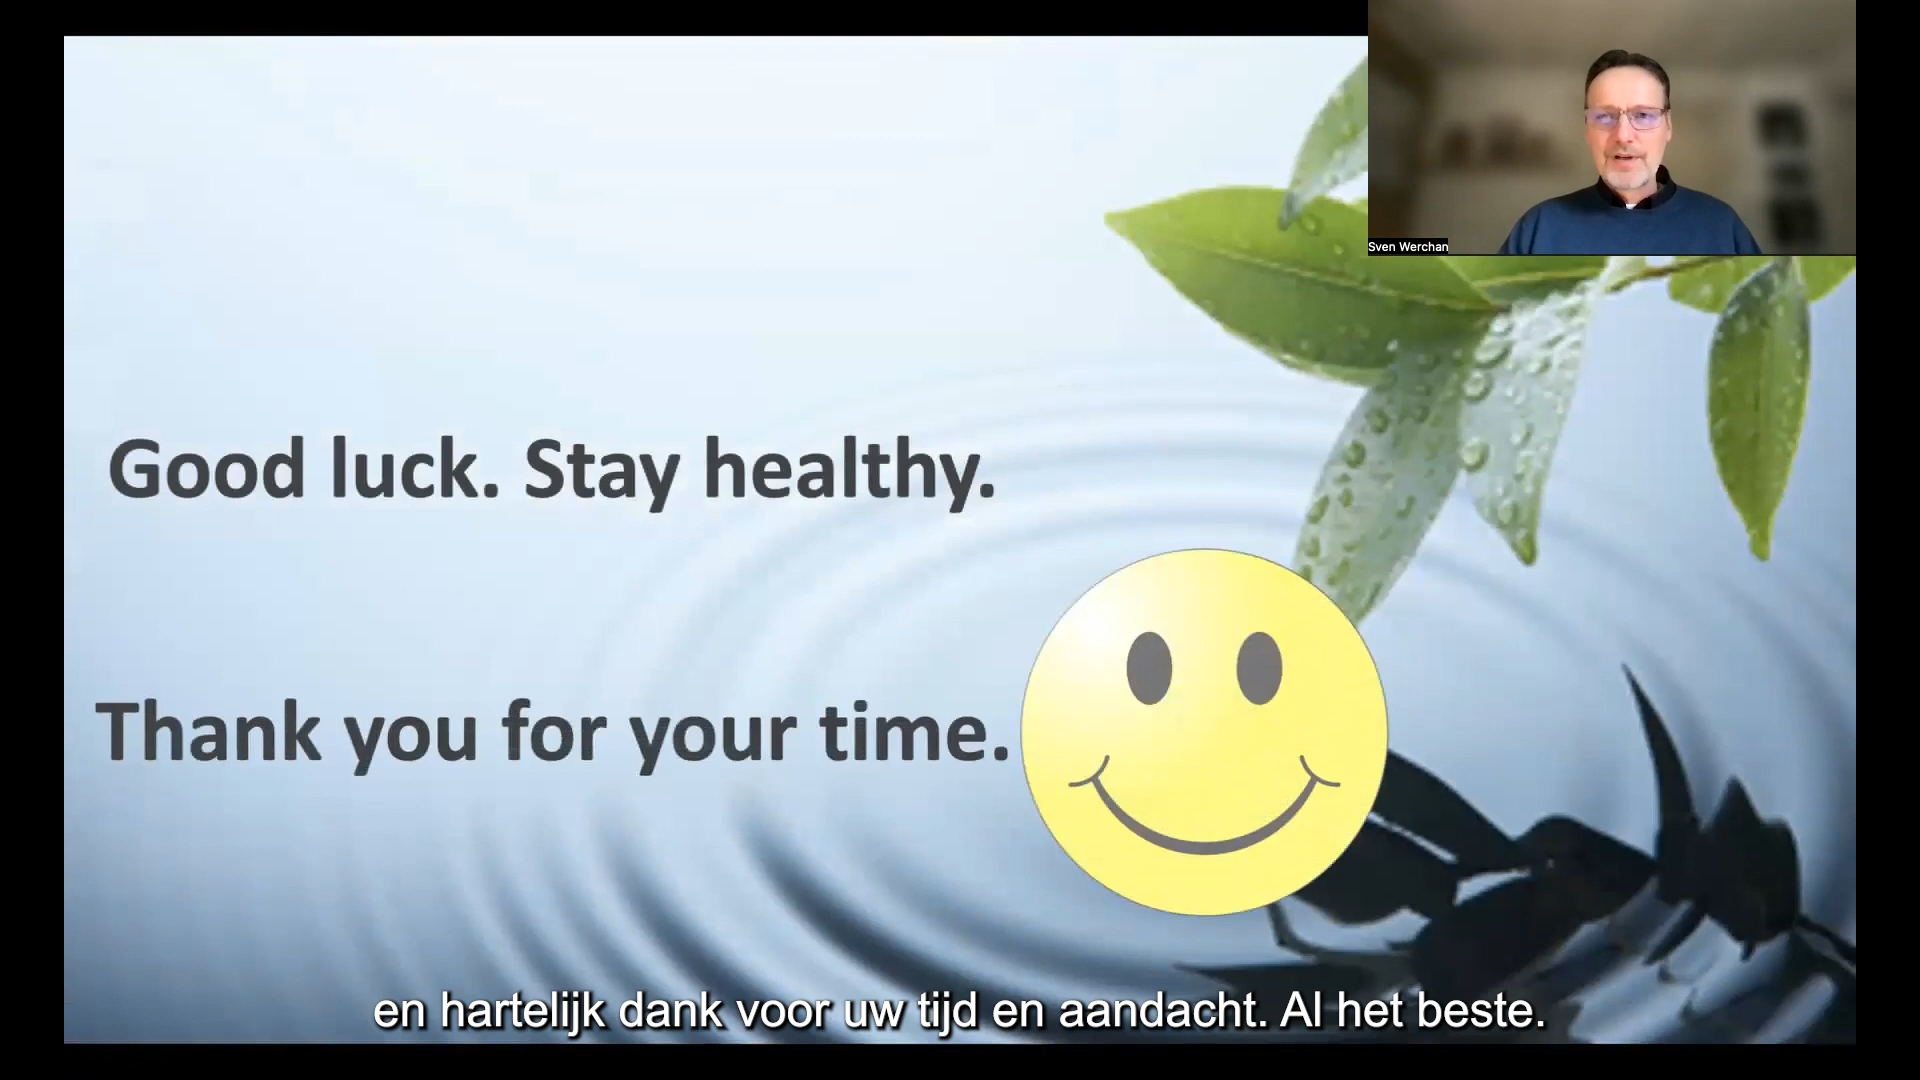 Sven Werchan
Good luck. Stay healthy.
Thank you for your time.
en hartelijk dank voor uw tijd en aandacht. Al het beste.